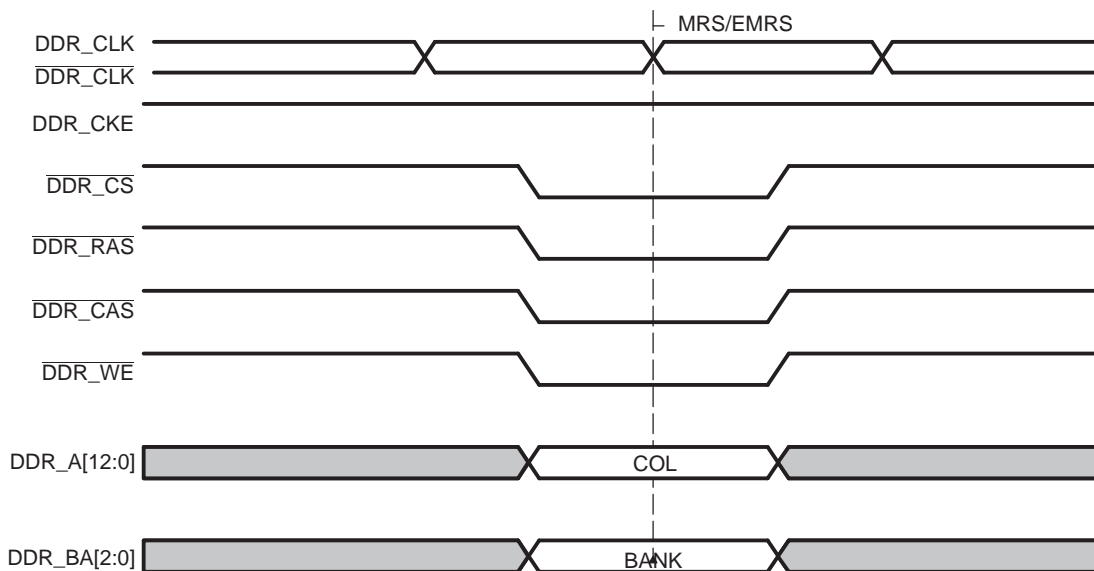 MRS/EMRS
DDR_CLK
DDR_CLK
DDR_CKE
DDR_CS
DDR_RAS
DDR_CAS
DDR_WE
DDR_A[12:0]
COL
DDR_BA[2:0]
BANK